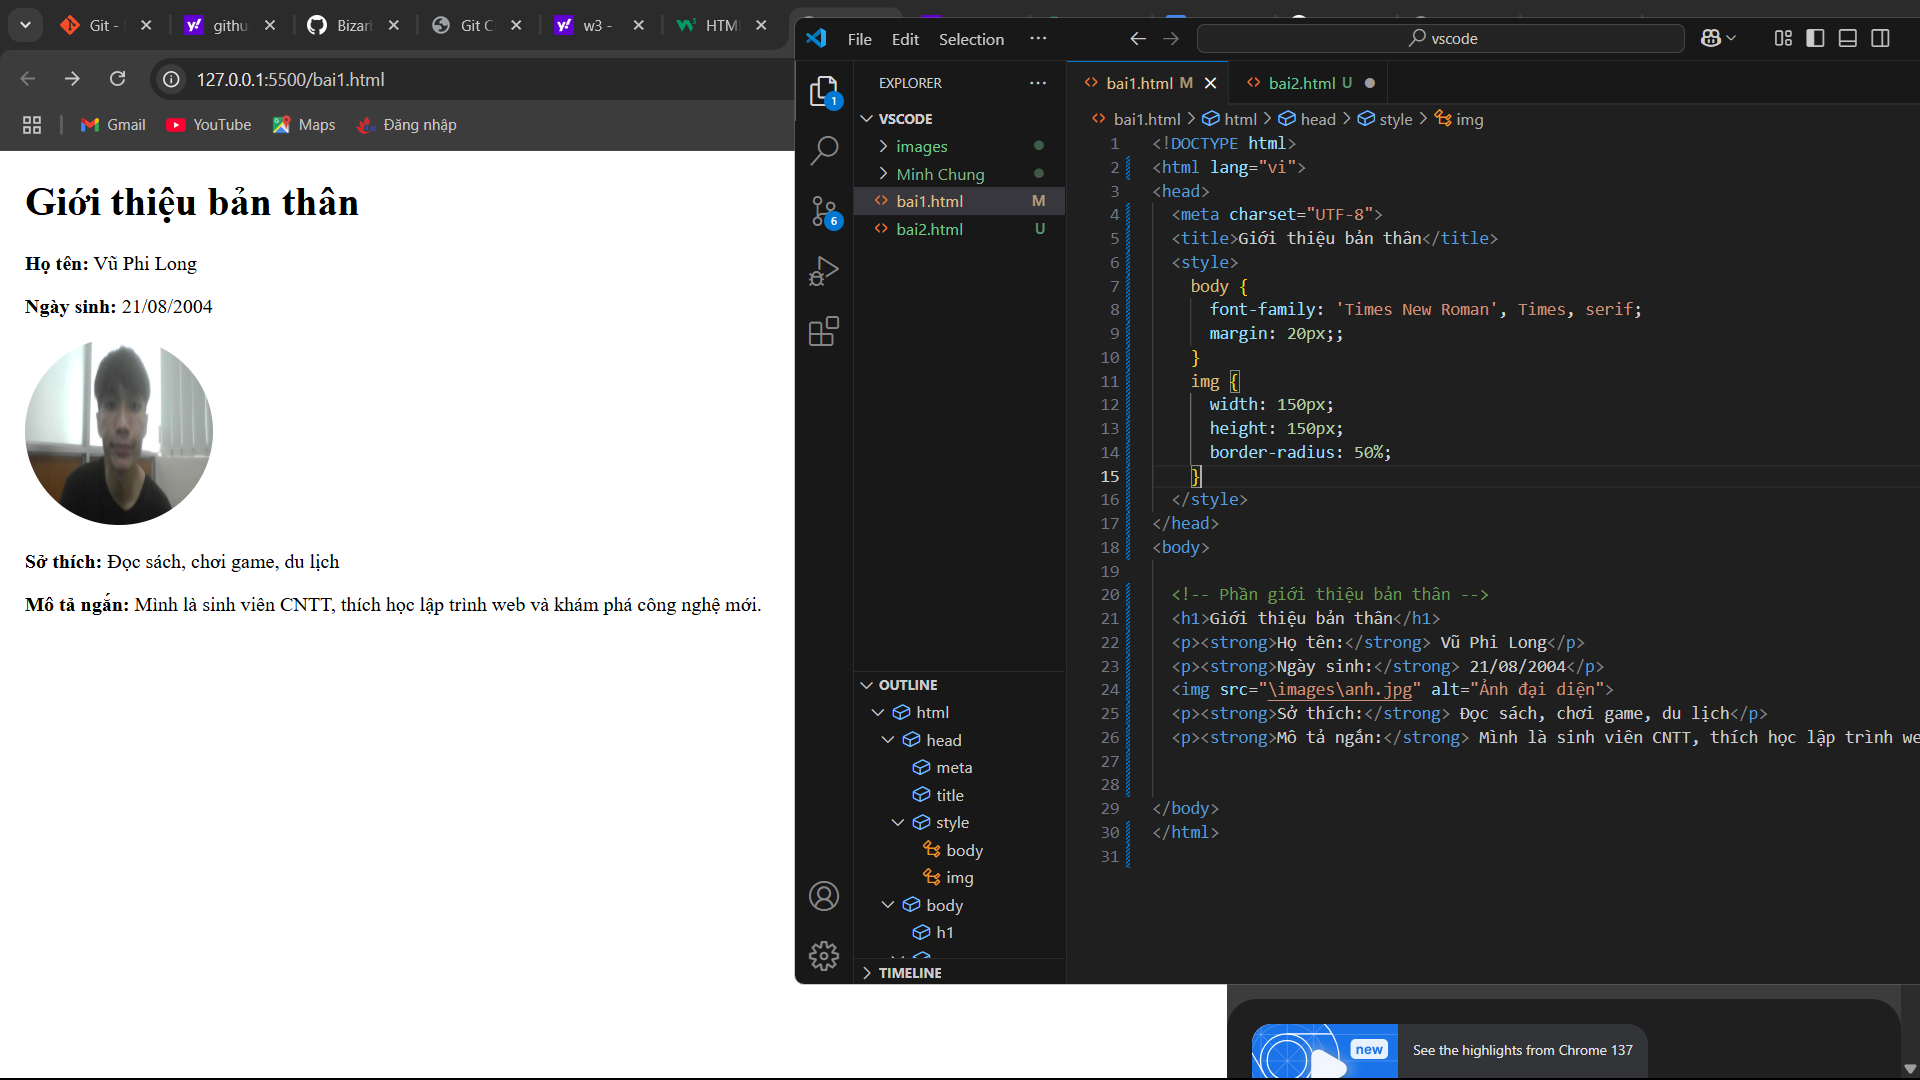 Git -
githu
Bizarr
Git C
w3 -
HTM
127.0.0.1:5500/bai1.html
Gmail
YouTube
Maps
Đăng nhập
Giới thiệu bản thân
Họ tên: Vũ Phi Long
Ngày sinh: 21/08/2004
Sở thích: Đọc sách, chơi game, du lịch
Mô tả ngắn: Mình là sinh viên CNTT, thích học lập trình web và khám phá công nghệ mới.
File Edit Selection ···
vscode
1
6
EXPLORER ···
VSCODE
images
Minh Chung
bai1.html M
bai2.html U
OUTLINE
html
head
meta
title
style
body
img
body
h1
TIMELINE
bai1.html M
bai2.html U
bai1.html > html > head > style > img
1 <!DOCTYPE html>
2 <html lang="vi">
3 <head>
4 <meta charset="UTF-8">
5 <title>Giới thiệu bản thân</title>
6 <style>
7 body {
8 font-family: 'Times New Roman', Times, serif;
9 margin: 20px;;
10 }
11 img {
12 width: 150px;
13 height: 150px;
14 border-radius: 50%;
15 }
16 </style>
17 </head>
18 <body>
19
20 <!-- Phần giới thiệu bản thân -->
21 <h1>Giới thiệu bản thân</h1>
22 <p><strong>Họ tên:</strong> Vũ Phi Long</p>
23 <p><strong>Ngày sinh:</strong> 21/08/2004</p>
24 <img src="\images\anh.jpg" alt="Ảnh đại diện">
25 <p><strong>Sở thích:</strong> Đọc sách, chơi game, du lịch</p>
26 <p><strong>Mô tả ngắn:</strong> Mình là sinh viên CNTT, thích học lập trình we
27
28
29 </body>
30 </html>
31
new
See the highlights from Chrome 137